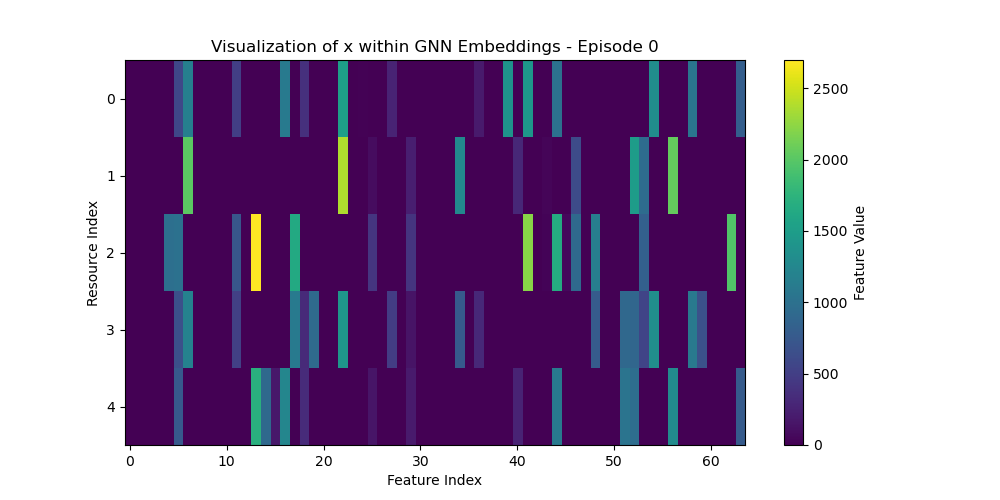 Visualization of x within GNN Embeddings - Episode 0
Resource Index
0
1
2
3
4
0 10 20 30 40 50 60
Feature Index
2500
2000
1500
1000
500
0
Feature Value